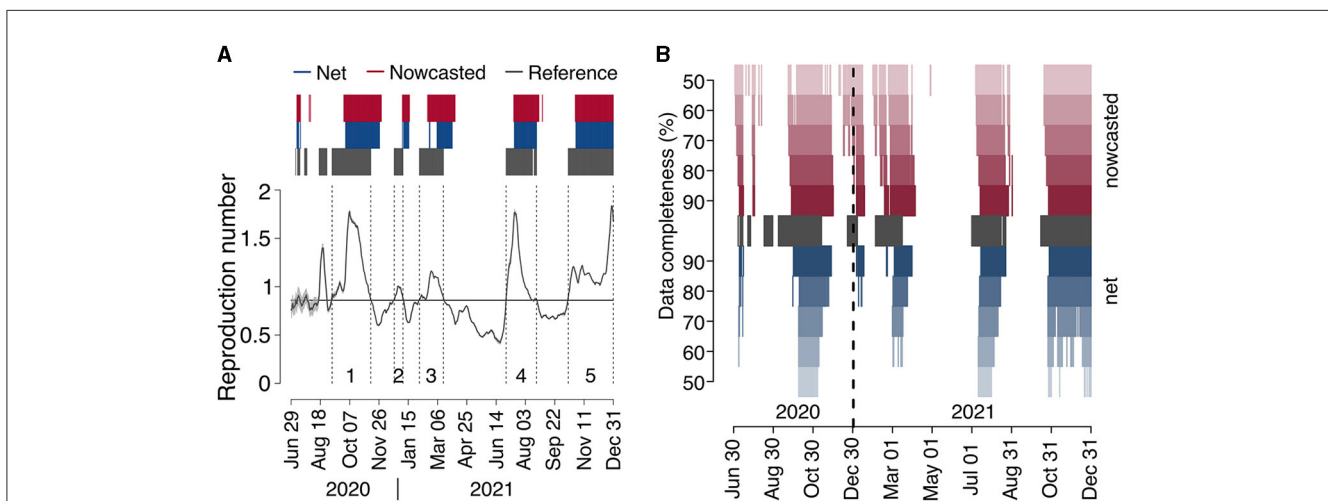 A
Net Nowcasted Reference
Reproduction number
2
1.5
1
0.5
0
1 2 3 4 5
Jun 29
Aug 18
Oct 07
Nov 26
Jan 15
Mar 06
Apr 25
Jun 14
Aug 03
Sep 22
Nov 11
Dec 31
2020 2021
B
Data completeness (%)
50
60
70
80
90
90
80
70
60
50
nowcasted
net
2020 2021
Jun 30
Aug 30
Oct 30
Dec 30
Mar 01
May 01
Jul 01
Aug 31
Oct 31
Dec 31